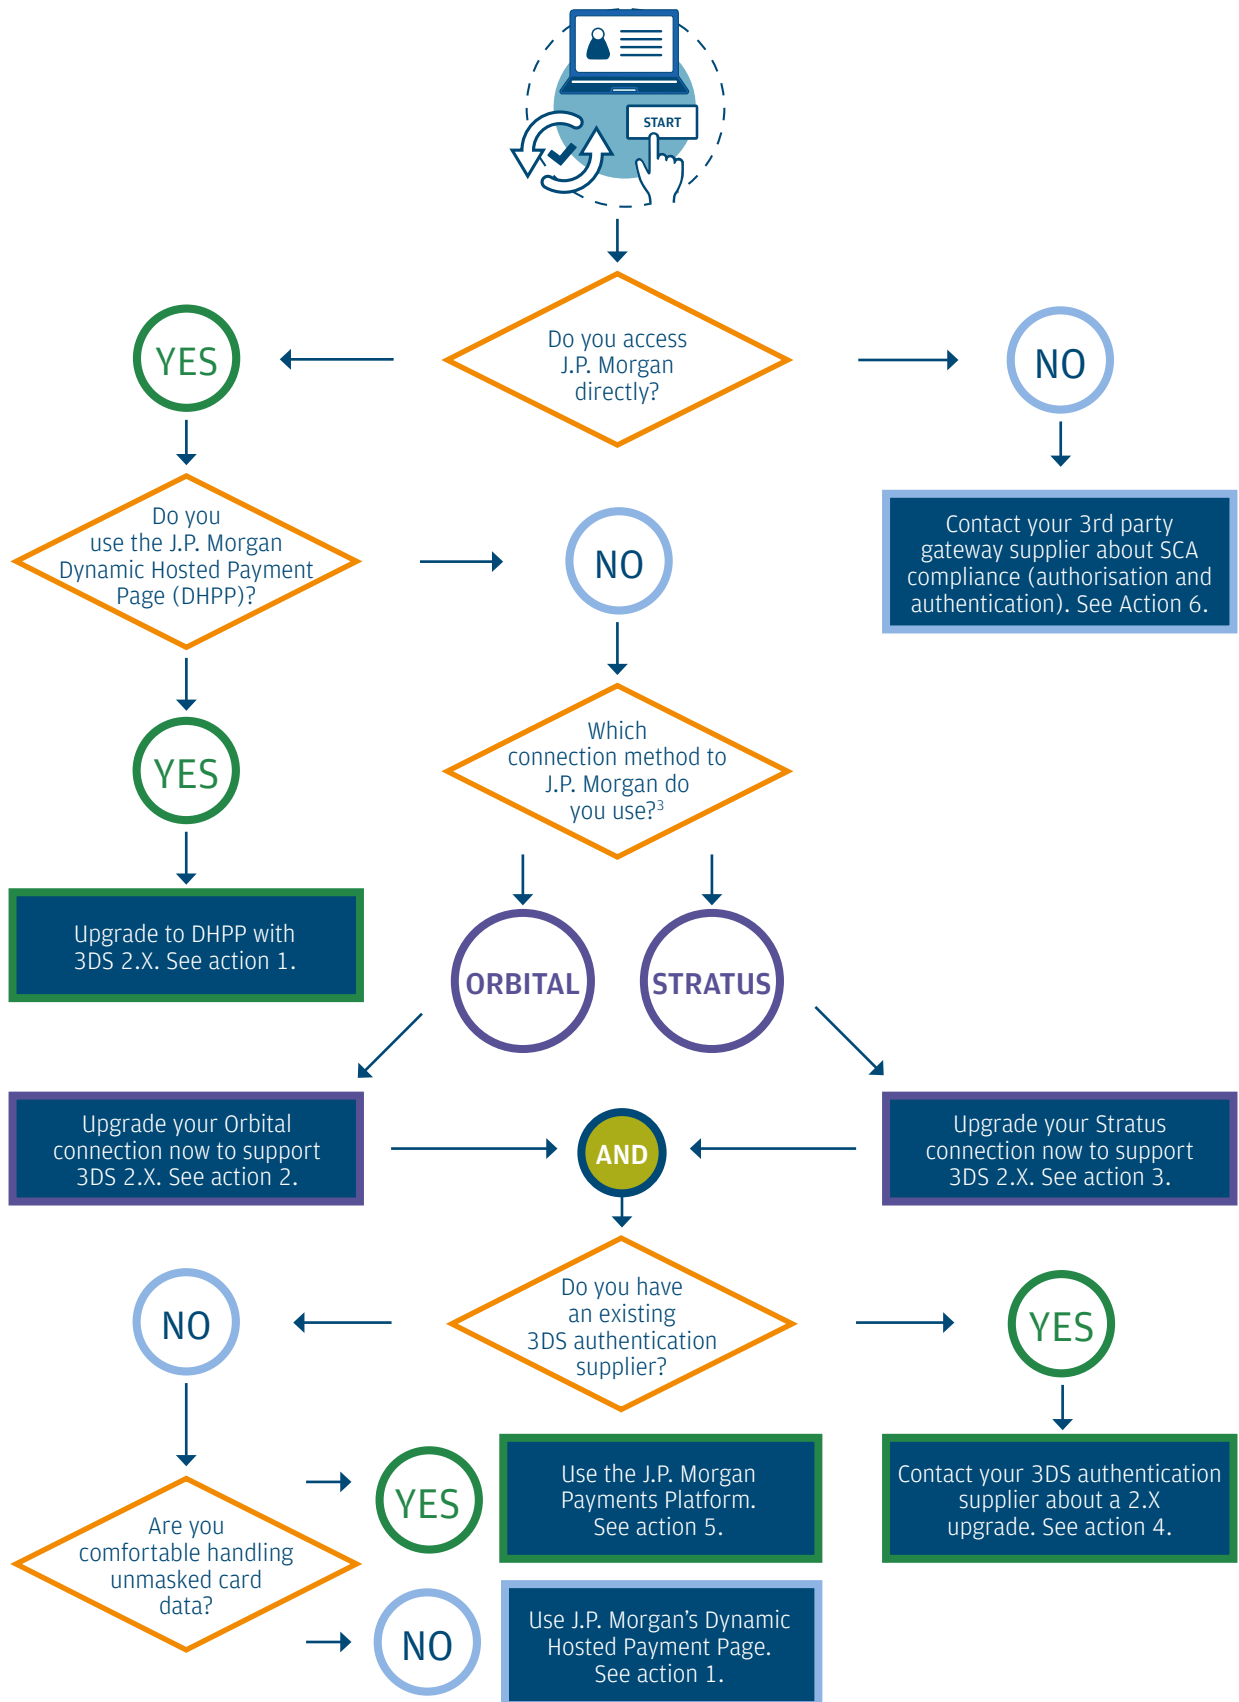 START
Do you access
J.P. Morgan
directly?
YES
NO
Do you
use the J.P. Morgan
Dynamic Hosted Payment
Page (DHPP)?
NO
Contact your 3rd party
gateway supplier about SCA
compliance (authorisation and
authentication). See Action 6.
YES
Which
connection method to
J.P. Morgan do
you use?³
Upgrade to DHPP with
3DS 2.X. See action 1.
ORBITAL
STRATUS
Upgrade your Orbital
connection now to support
3DS 2.X. See action 2.
AND
Upgrade your Stratus
connection now to support
3DS 2.X. See action 3.
Do you have
an existing
3DS authentication
supplier?
NO
YES
Are you
comfortable handling
unmasked card
data?
YES
Use the J.P. Morgan
Payments Platform.
See action 5.
Contact your 3DS authentication
supplier about a 2.X
upgrade. See action 4.
NO
Use J.P. Morgan’s Dynamic
Hosted Payment Page.
See action 1.